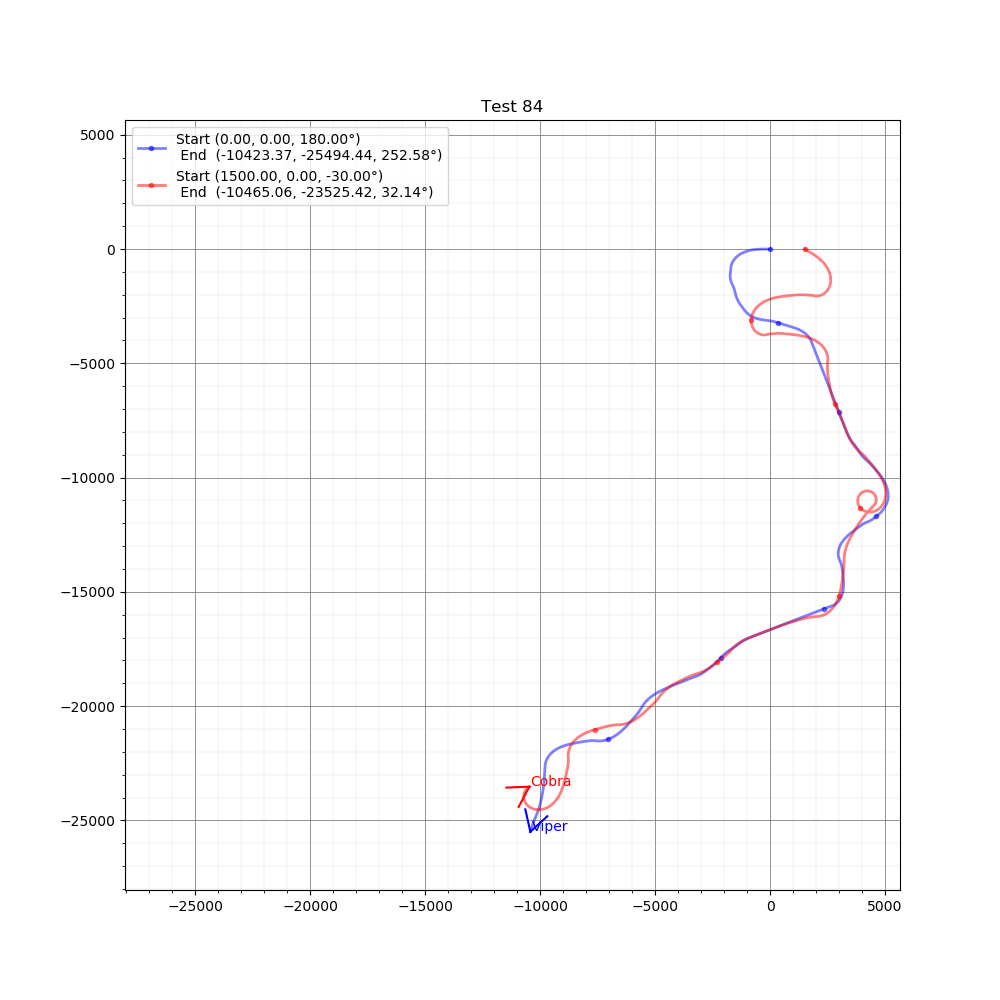 Test 84
Start (0.00, 0.00, 180.00°)
End (-10423.37, -25494.44, 252.58°)
Start (1500.00, 0.00, -30.00°)
End (-10465.06, -23525.42, 32.14°)
5000
0
−5000
−10000
−15000
−20000
−25000
Cobra
Viper
−25000 −20000 −15000 −10000 −5000 0 5000